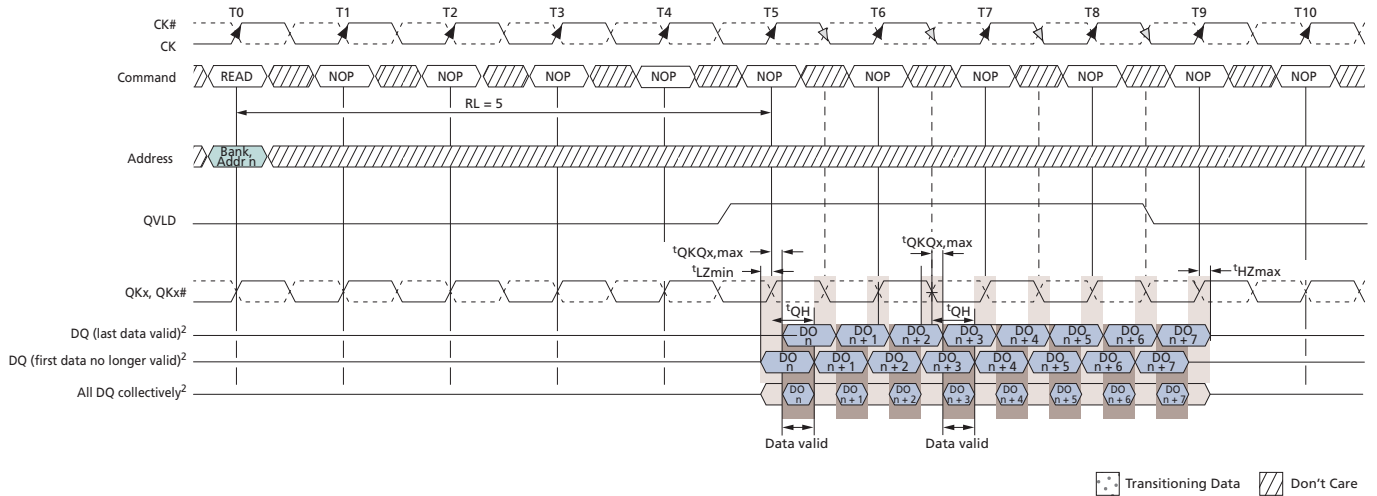 T0 T1 T2 T3 T4 T5 T6 T7 T8 T9 T10
CK#
CK
Command READ NOP NOP NOP NOP NOP NOP NOP NOP NOP NOP
RL = 5
Address Bank,
Addr n
QVLD
tQKQx,max tQKQx,max
tLZmin tHZmax
QKx, QKx#
tQH tQH
DQ (last data valid)2 DO DO DO DO DO DO DO DO
n n + 1 n + 2 n + 3 n + 4 n + 5 n + 6 n + 7
DQ (first data no longer valid)2 DO DO DO DO DO DO DO DO
n n + 1 n + 2 n + 3 n + 4 n + 5 n + 6 n + 7
All DQ collectively2 DO DO DO DO DO DO DO DO
n n + 1 n + 2 n + 3 n + 4 n + 5 n + 6 n + 7
Data valid Data valid
Transitioning Data Don't Care